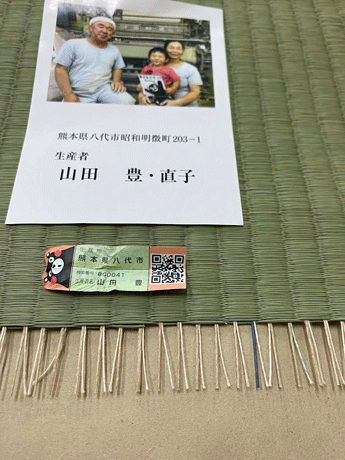 熊本県八代市昭和明徴町203-1
生産者
山田 豊・直子
熊本県八代市
BG0041
山田 豊